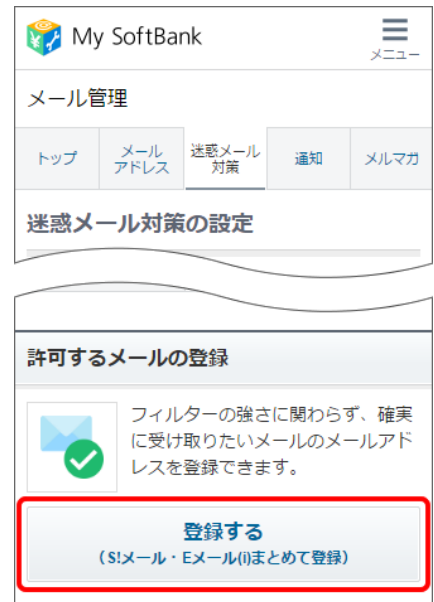 My SoftBank
メニュー
メール管理
トップ
メール
アドレス
迷惑メール
対策
通知
メルマガ
迷惑メール対策の設定
許可するメールの登録
フィルターの強さに関わらず、確実
に受け取りたいメールのメールアド
レスを登録できます。
登録する
(S!メール・Eメール(i)まとめて登録)